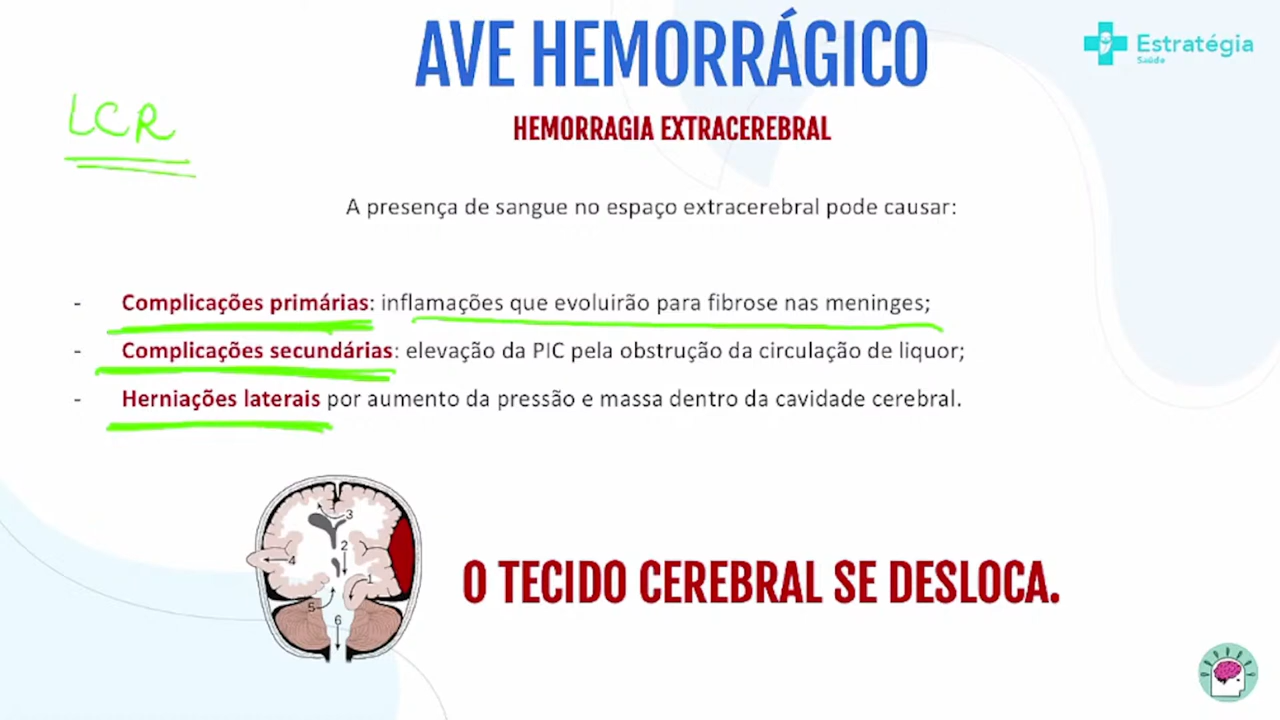 AVE HEMORRÁGICO
Estratégia
Saúde
LCR
HEMORRAGIA EXTRACEREBRAL
A presença de sangue no espaço extracerebral pode causar:
- Complicações primárias: inflamações que evoluirão para fibrose nas meninges;
- Complicações secundárias: elevação da PIC pela obstrução da circulação de liquor;
- Herniações laterais por aumento da pressão e massa dentro da cavidade cerebral.
3
2
4
1
5
6
O TECIDO CEREBRAL SE DESLOCA.